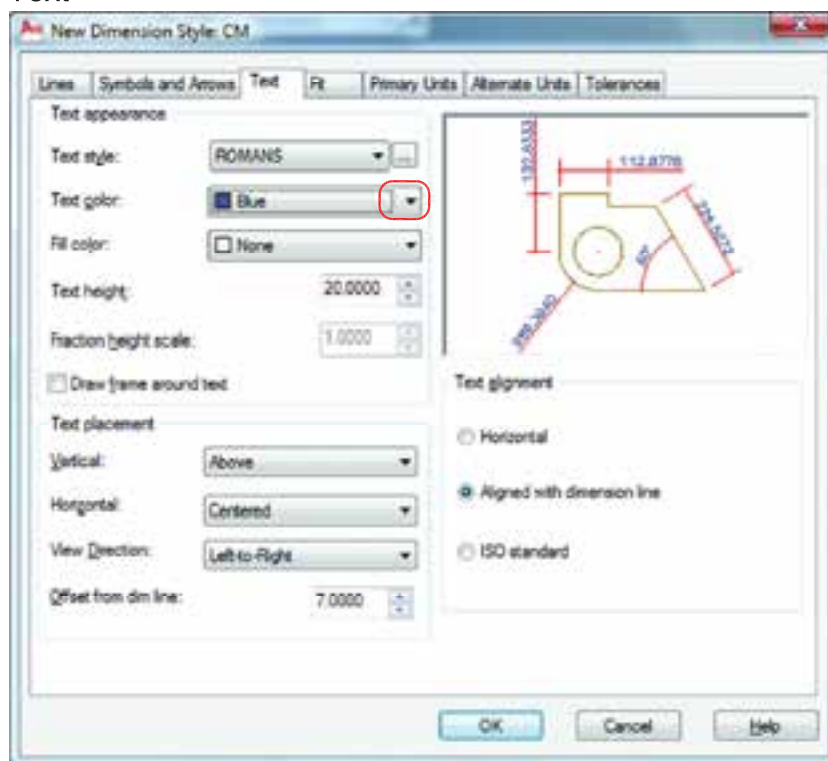 New Dimension Style: CM
Lines Symbols and Arrows Text Fit Primary Units Alternate Units Tolerances
Text appearance
Text style: ROMANS ...
Text color: Blue
Fill color: None
Text height: 20.0000
Fraction height scale: 1.0000
Draw frame around text
Text placement
Vertical: Above
Horizontal: Centered
View Direction: Left-to-Right
Offset from dim line: 7.0000
112.8778
60°
Text alignment
Horizontal
Aligned with dimension line
ISO standard
OK Cancel Help